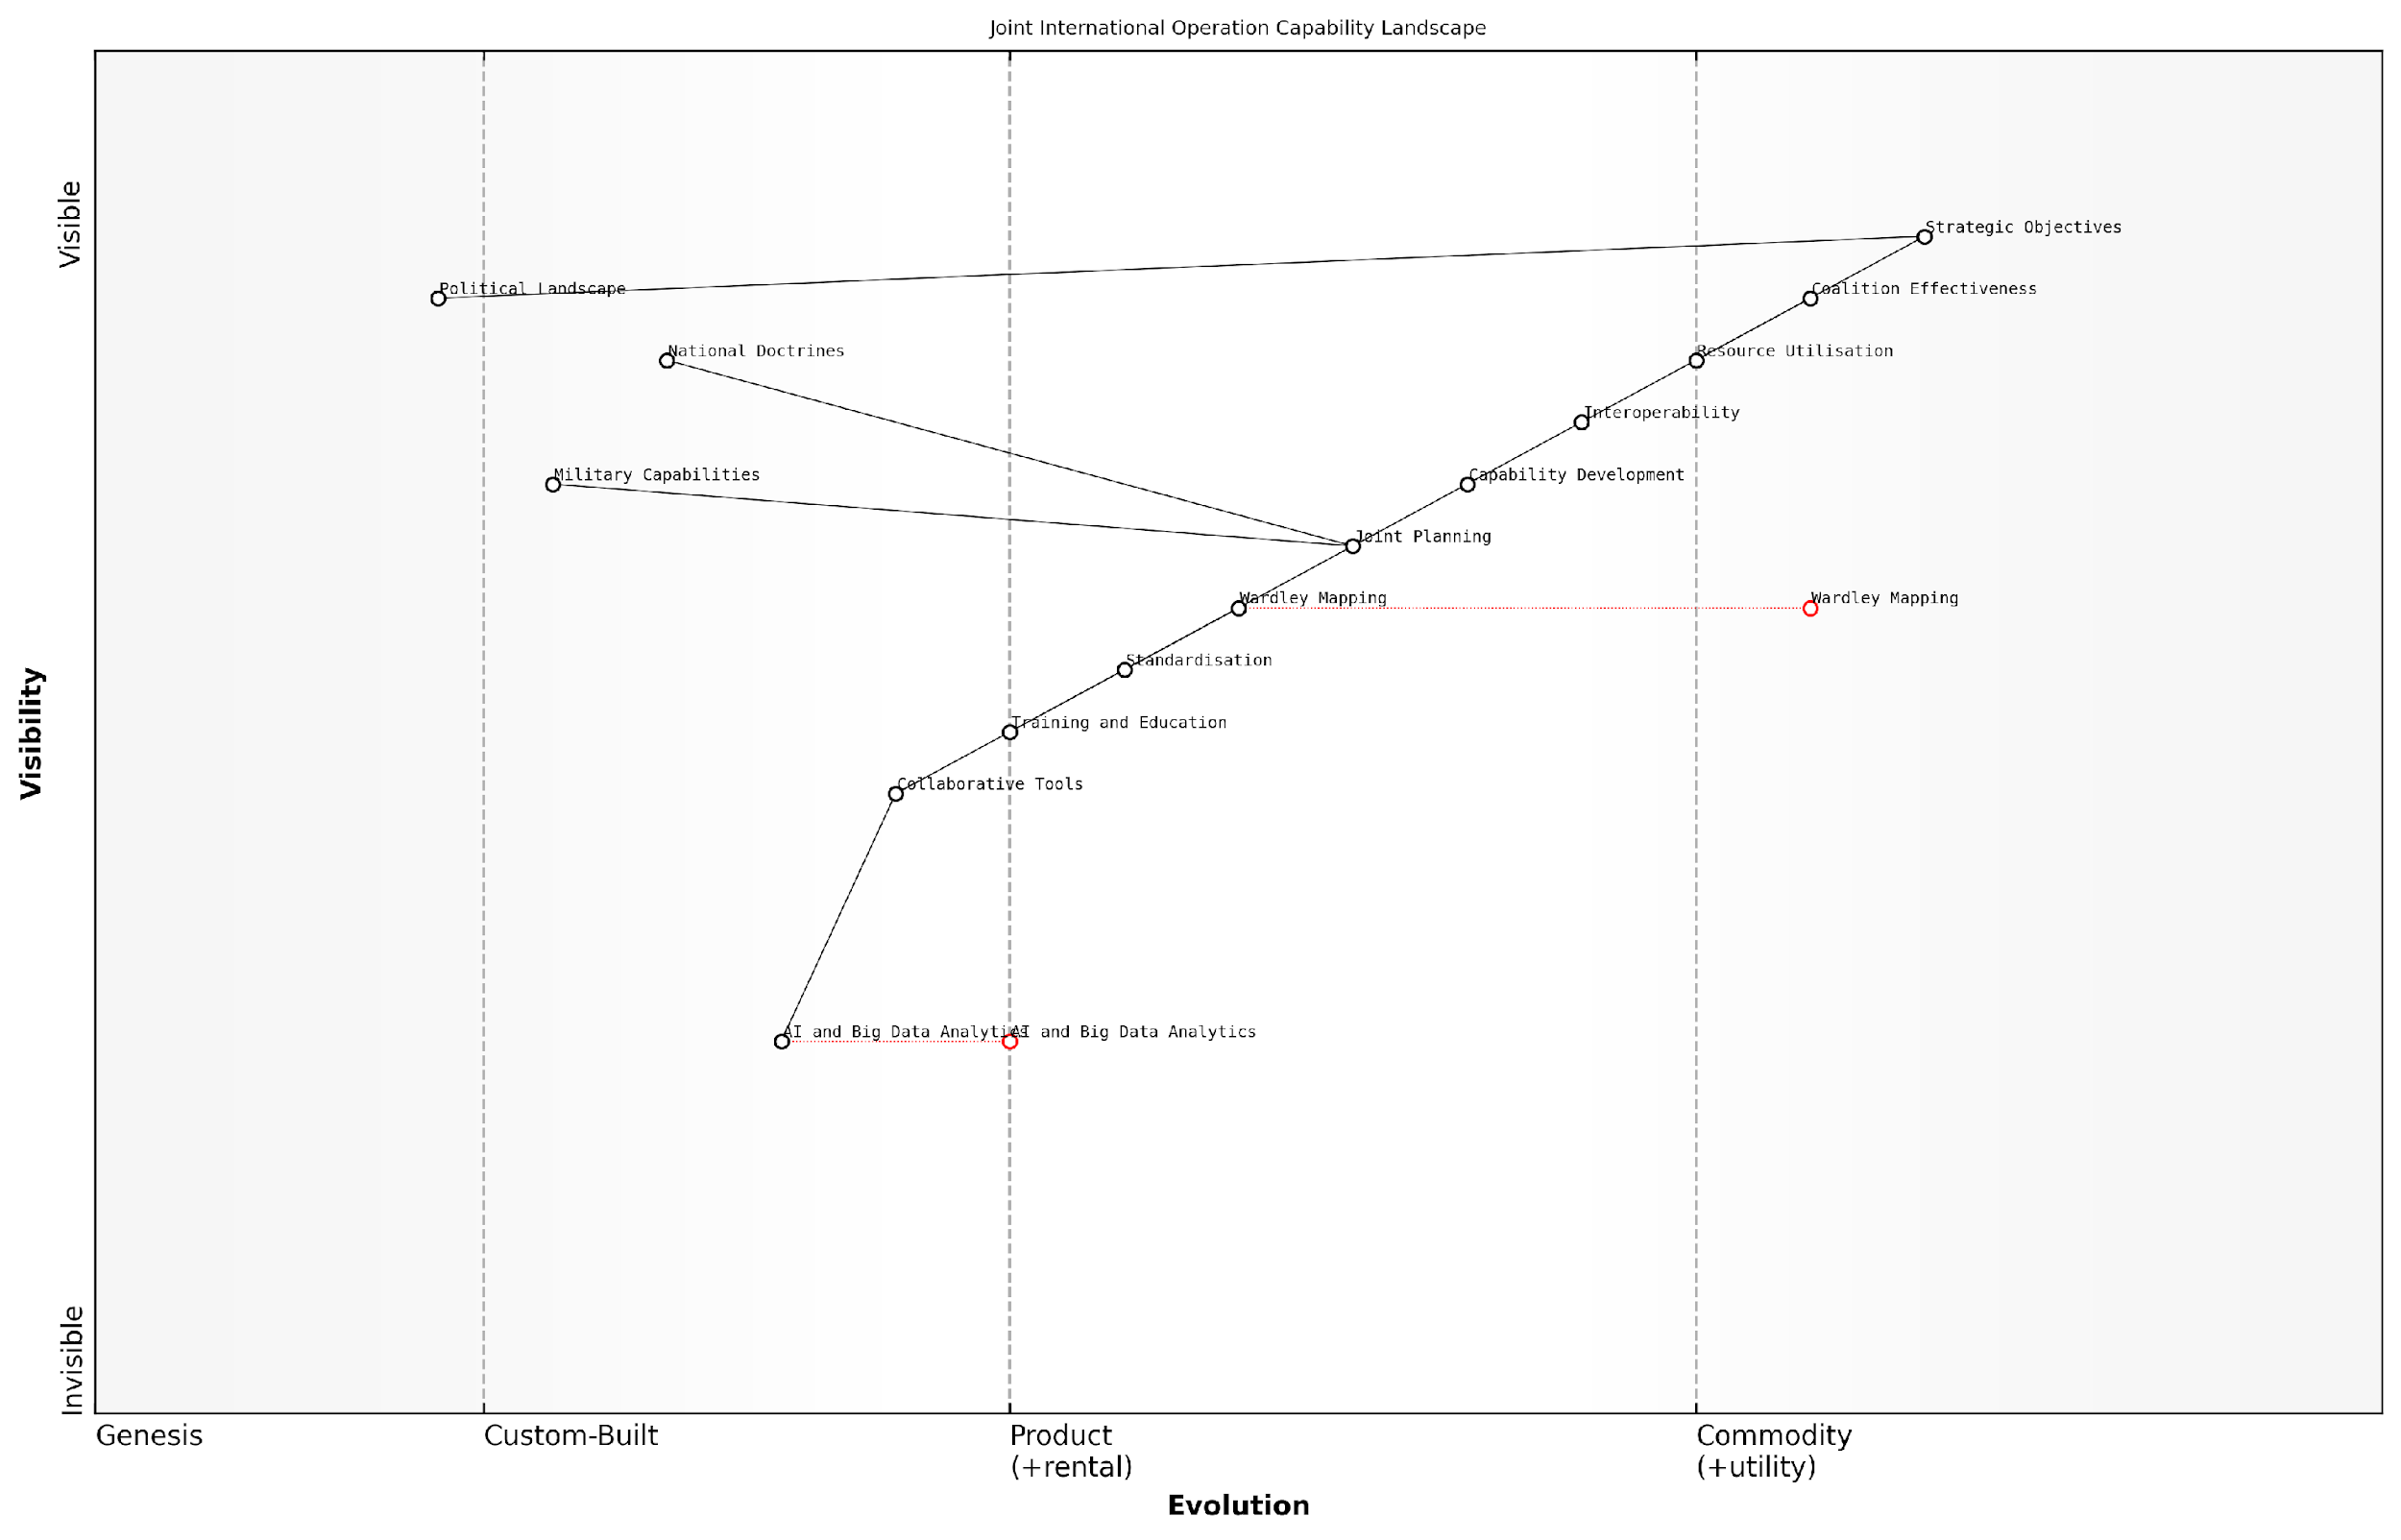 Joint International Operation Capability Landscape
Visible
Strategic Objectives
Political Landscape
Coalition Effectiveness
National Doctrines
Resource Utilisation
Interoperability
Military Capabilities
Capability Development
Joint Planning
Wardley Mapping
Wardley Mapping
Standardisation
Training and Education
Collaborative Tools
AI and Big Data Analytics
AI and Big Data Analytics
Visibility
Invisible
Genesis
Custom-Built
Product
(+rental)
Commodity
(+utility)
Evolution